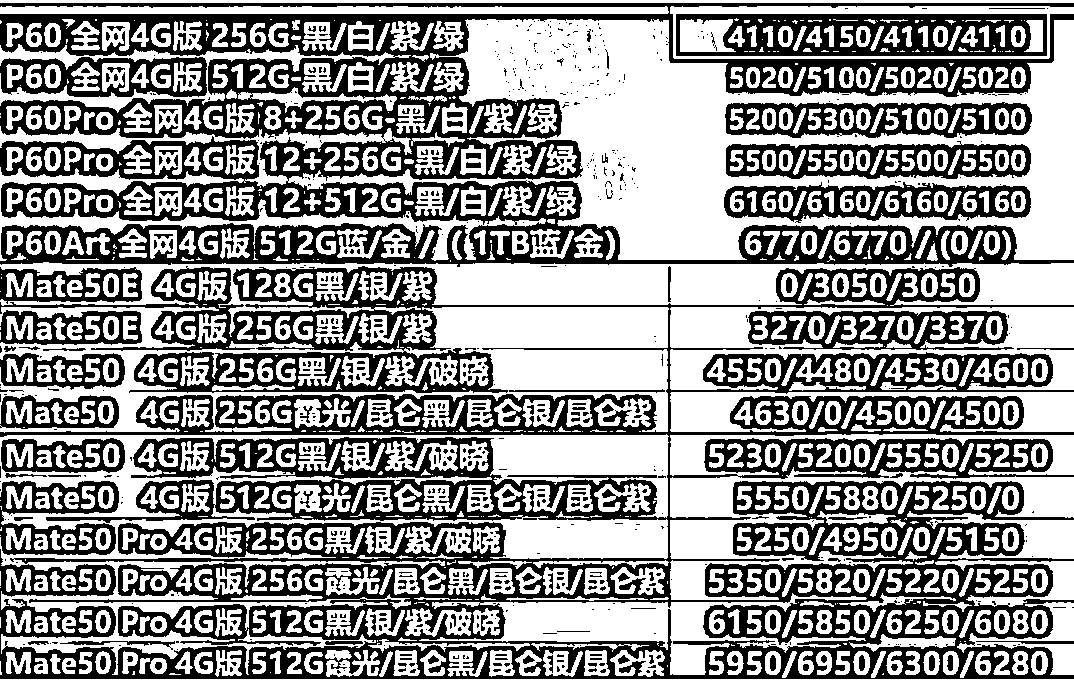 P60 全网4G版 256G-黑/白/紫/绿 4110/4150/4110/4110
P60 全网4G版 512G-黑/白/紫/绿 5020/5100/5020/5020
P60Pro 全网4G版 8+256G-黑/白/紫/绿 5200/5300/5100/5100
P60Pro 全网4G版 12+256G-黑/白/紫/绿 5500/5500/5500/5500
P60Pro 全网4G版 12+512G-黑/白/紫/绿 6160/6160/6160/6160
P60Art 全网4G版 512G蓝/金 // ((1TB蓝/金) 6770/6770 / ((0/0)
Mate50E 4G版 128G黑/银/紫 0/3050/3050
Mate50E 4G版 256G黑/银/紫 3270/3270/3370
Mate50 4G版 256G黑/银/紫/破晓 4550/4480/4530/4600
Mate50 4G版 256G霞光/昆仑黑/昆仑银/昆仑紫 4630/0/4500/4500
Mate50 4G版 512G黑/银/紫/破晓 5230/5200/5550/5250
Mate50 4G版 512G霞光/昆仑黑/昆仑银/昆仑紫 5550/5880/5250/0
Mate50 Pro 4G版 256G黑/银/紫/破晓 5250/4950/0/5150
Mate50 Pro 4G版 256G霞光/昆仑黑/昆仑银/昆仑紫 5350/5820/5220/5250
Mate50 Pro 4G版 512G黑/银/紫/破晓 6150/5850/6250/6080
Mate50 Pro 4G版 512G霞光/昆仑黑/昆仑银/昆仑紫 5950/6950/6300/6280